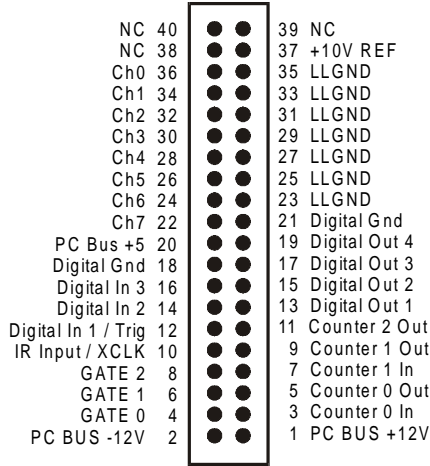 NC 40 39 NC
NC 38 37 +10V REF
Ch0 36 35 LLGND
Ch1 34 33 LLGND
Ch2 32 31 LLGND
Ch3 30 29 LLGND
Ch4 28 27 LLGND
Ch5 26 25 LLGND
Ch6 24 23 LLGND
Ch7 22 21 Digital Gnd
PC Bus +5 20 19 Digital Out 4
Digital Gnd 18 17 Digital Out 3
Digital In 3 16 15 Digital Out 2
Digital In 2 14 13 Digital Out 1
Digital In 1 / Trig 12 11 Counter 2 Out
IR Input / XCLK 10 9 Counter 1 Out
GATE 2 8 7 Counter 1 In
GATE 1 6 5 Counter 0 Out
GATE 0 4 3 Counter 0 In
PC BUS -12V 2 1 PC BUS +12V